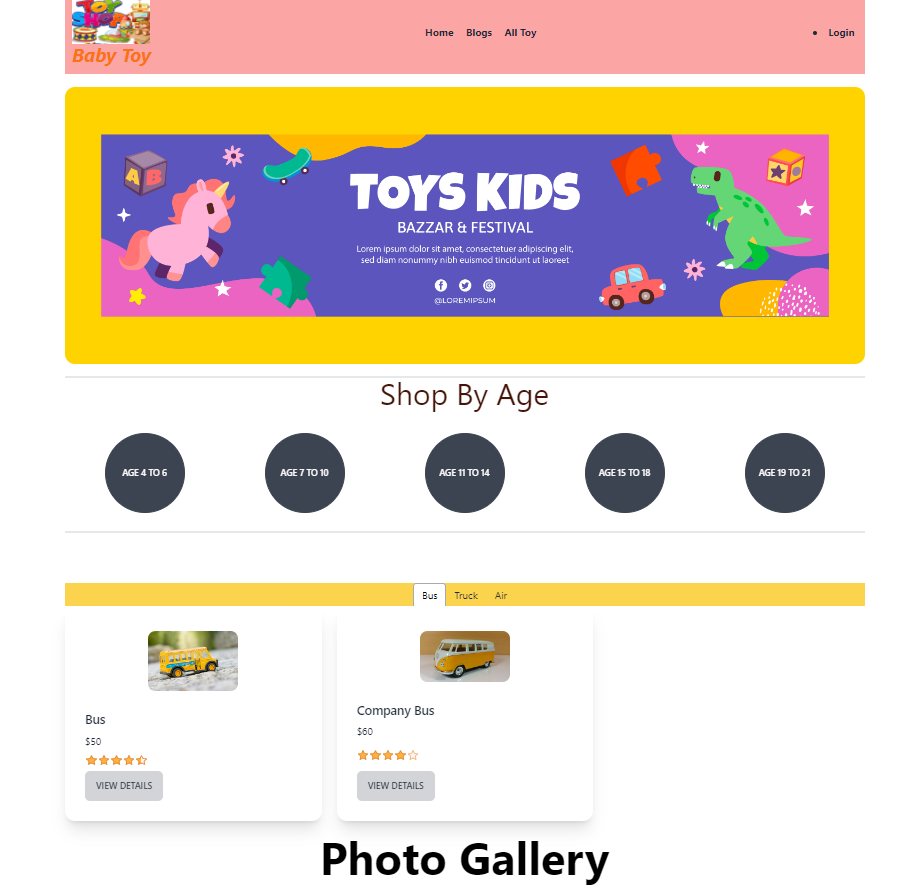 TOY
SHOP
Baby Toy
Home Blogs All Toy
Login
A B
TOYS KIDS
BAZZAR & FESTIVAL
Lorem ipsum dolor sit amet, consectetuer adipiscing elit,
sed diam nonummy nibh euismod tincidunt ut laoreet
@LOREMIPSUM
Shop By Age
AGE 4 TO 6
AGE 7 TO 10
AGE 11 TO 14
AGE 15 TO 18
AGE 19 TO 21
Bus Truck Air
Bus
$50
VIEW DETAILS
Company Bus
$60
VIEW DETAILS
Photo Gallery